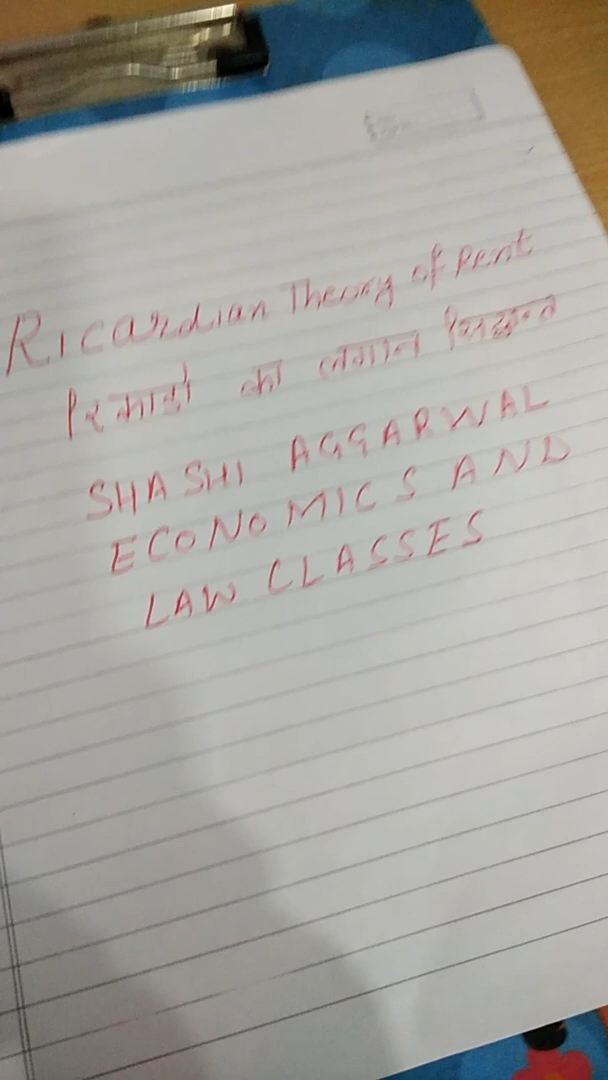 Ricardian Theory of Rent
रिकार्डो का लगान सिद्धान्त
SHASHI AGGARWAL
ECONOMICS AND
LAW CLASSES